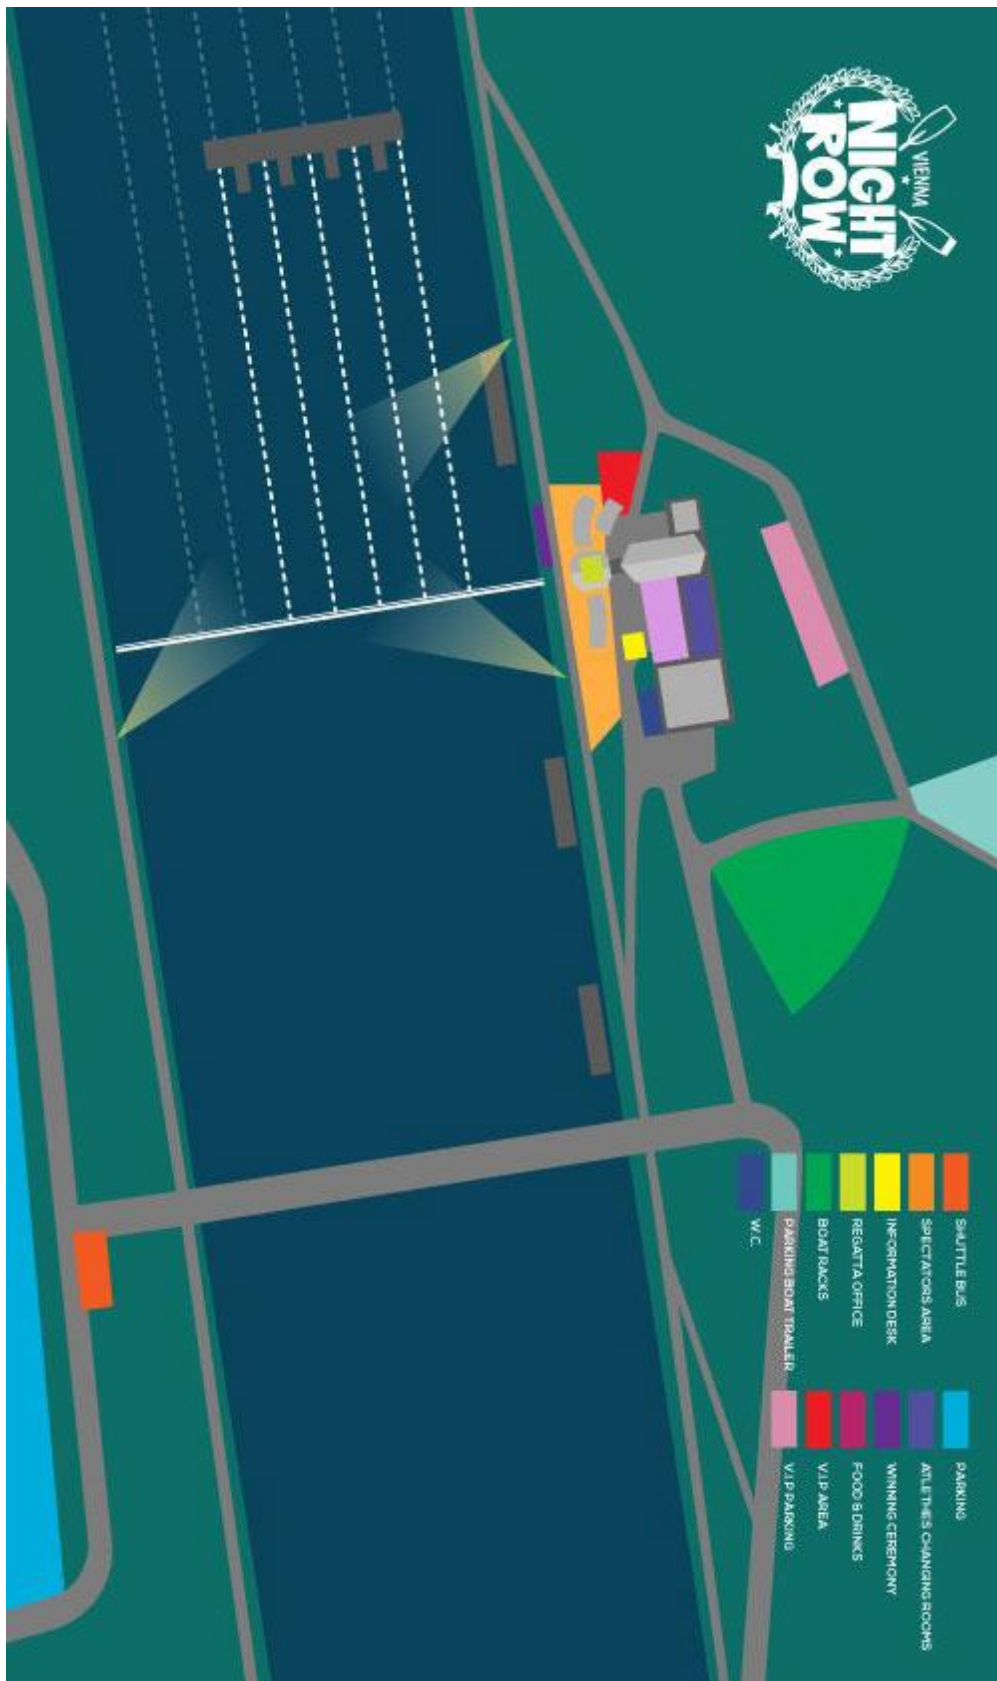 VIENNA
NIGHT
ROW
SHUTTLE BUS
SPECTATORS AREA
INFORMATION DESK
REGATTA OFFICE
BOAT RACKS
PARKING BOAT TRAILER
W.C.
PARKING
ATLETHES CHANGING ROOMS
WINNING CEREMONY
FOOD & DRINKS
V.I.P AREA
V.I.P PARKING